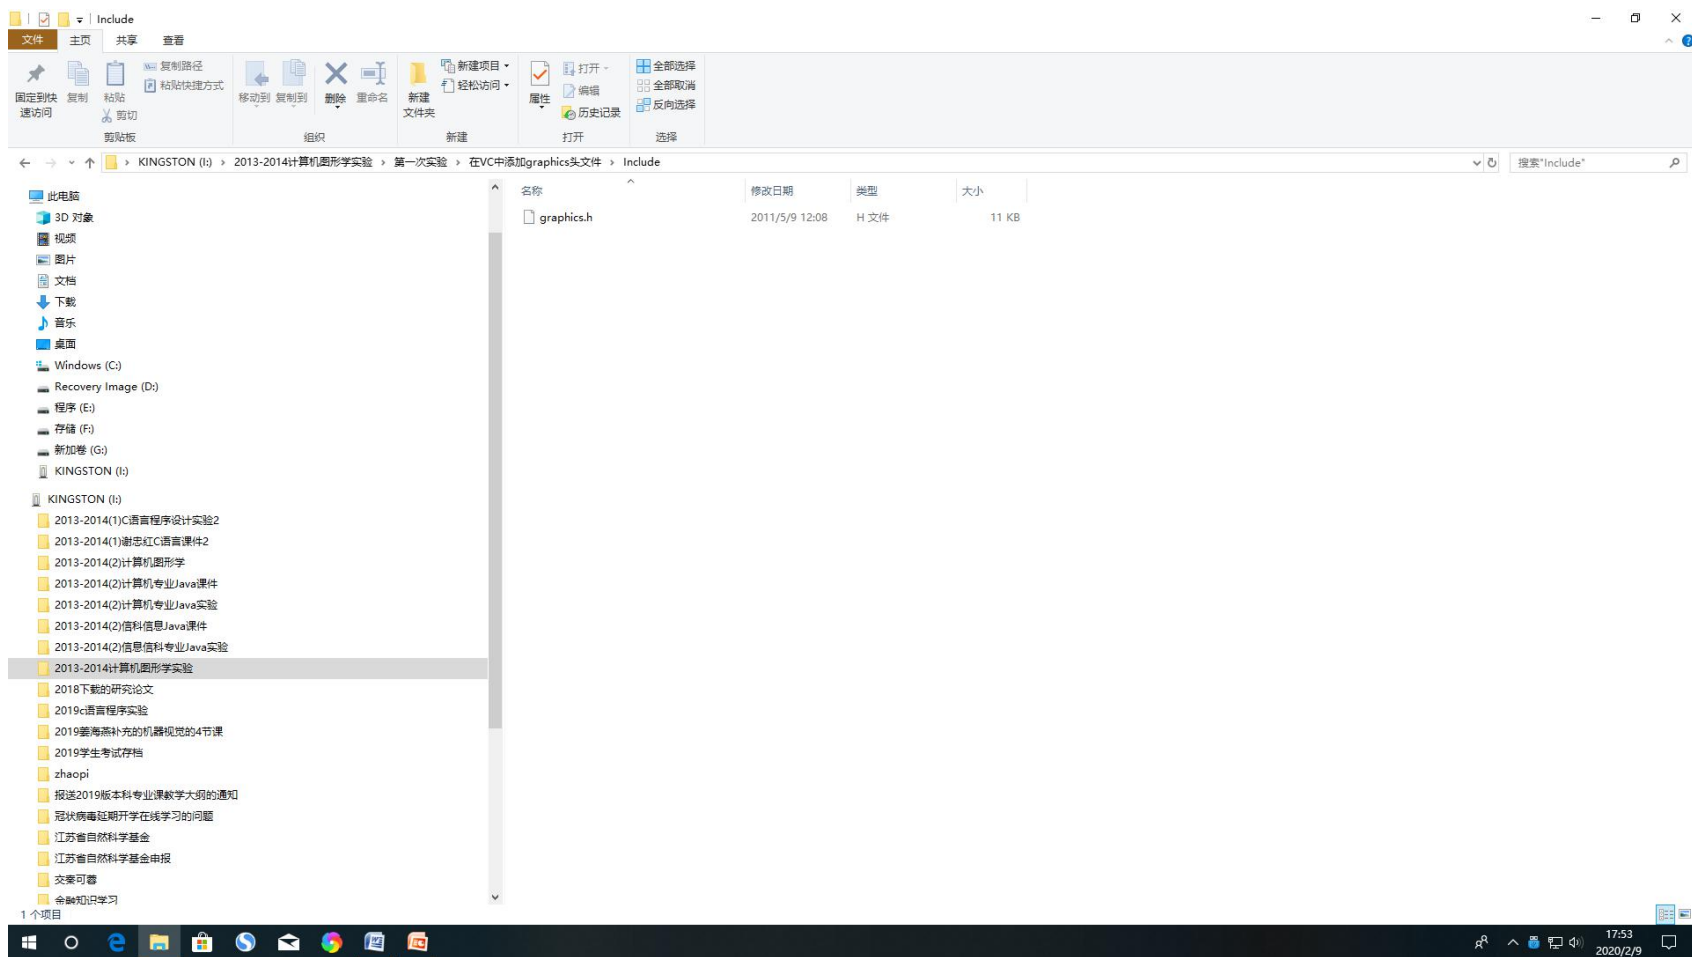 Include
文件 主页 共享 查看
固定到快速访问
复制
粘贴
复制路径
粘贴快捷方式
剪切
剪贴板
移动到
复制到
删除
重命名
组织
新建文件夹
新建项目
轻松访问
新建
属性
打开
编辑
历史记录
打开
全部选择
全部取消
反向选择
选择
KINGSTON (I:) › 2013-2014计算机图形学实验 › 第一次实验 › 在VC中添加graphics头文件 › Include
搜索"Include"
此电脑
3D 对象
视频
图片
文档
下载
音乐
桌面
Windows (C:)
Recovery Image (D:)
程序 (E:)
存储 (F:)
新加卷 (G:)
KINGSTON (I:)
KINGSTON (I:)
2013-2014(1)C语言程序设计实验2
2013-2014(1)谢忠红C语言课件2
2013-2014(2)计算机图形学
2013-2014(2)计算机专业Java课件
2013-2014(2)计算机专业Java实验
2013-2014(2)信科信息Java课件
2013-2014(2)信息信科专业Java实验
2013-2014计算机图形学实验
2018下载的研究论文
2019c语言程序实验
2019姜海燕补充的机器视觉的4节课
2019学生考试存档
zhaopi
报送2019版本科专业课教学大纲的通知
冠状病毒延期开学在线学习的问题
江苏省自然科学基金
江苏省自然科学基金申报
交秦可蓉
金融知识学习
名称 修改日期 类型 大小
graphics.h 2011/5/9 12:08 H 文件 11 KB
1 个项目
17:53
2020/2/9